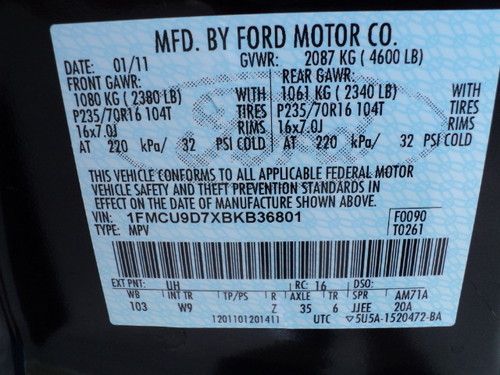 MFD. BY FORD MOTOR CO.
DATE: 01/11 GVWR: 2087 KG ( 4600 LB)
FRONT GAWR: REAR GAWR:
1080 KG ( 2380 LB) 1061 KG ( 2340 LB)
P235/70R16 104T TIRES P235/70R16 104T TIRES
16x7.0J RIMS 16x7.0J RIMS
AT 220 kPa/ 32 PSI COLD AT 220 kPa/ 32 PSI COLD
THIS VEHICLE CONFORMS TO ALL APPLICABLE FEDERAL MOTOR
VEHICLE SAFETY AND THEFT PREVENTION STANDARDS IN
EFFECT ON THE DATE OF MANUFACTURE SHOWN ABOVE.
VIN: 1FMCU9D7XBKB36801 F0090
TYPE: MPV T0261
EXT PNT: UH RC: 16 DSO:
WB INT TR TP/PS R AXLE TR SPR AM71A
103 W9 Z 35 6 JJEE 20A
1201101201411 UTC 5U5A-1520472-BA